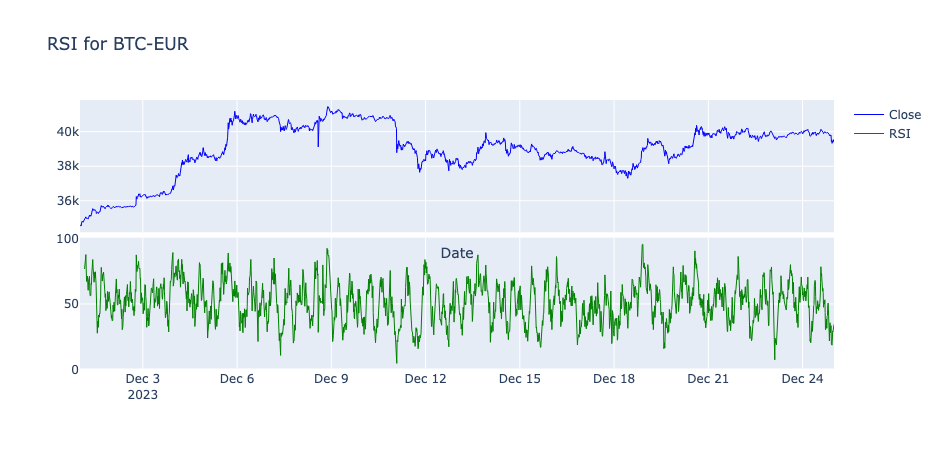 RSI for BTC-EUR
Close
RSI
40k
38k
36k
100
50
0
Date
Dec 3
2023
Dec 6
Dec 9
Dec 12
Dec 15
Dec 18
Dec 21
Dec 24